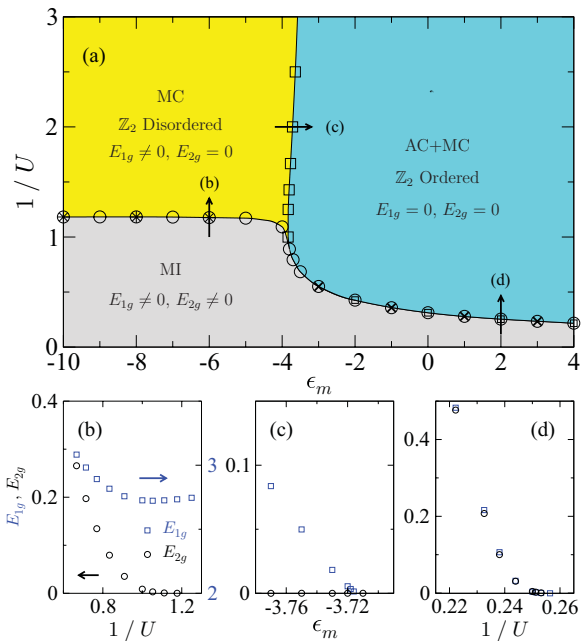 3
(a)
MC
ℤ₂ Disordered
E₁g ≠ 0, E₂g = 0
(c)
AC+MC
ℤ₂ Ordered
E₁g = 0, E₂g = 0
2
1 / U
(b)
1
MI
E₁g ≠ 0, E₂g ≠ 0
(d)
0
-10 -8 -6 -4 -2 0 2 4
ϵm
0.4
(b)
3
0.2
E₁g, E₂g
E₁g
E₂g
0
2
0.8 1.2
1 / U
0.1
(c)
0
-3.76 -3.72
ϵm
(d)
0.4
0.2
0
0.22 0.24 0.26
1 / U